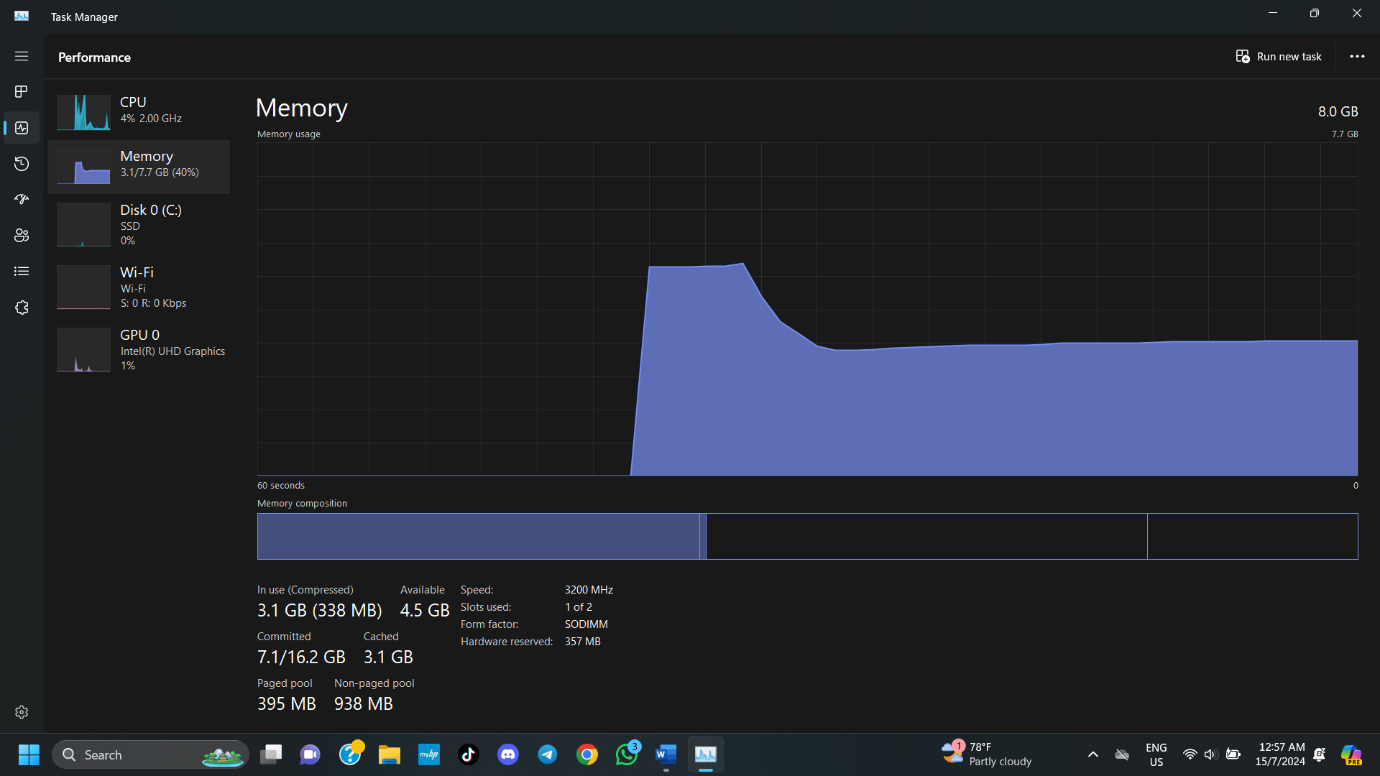 Task Manager
Performance
Run new task
CPU
4% 2.00 GHz
Memory
3.1/7.7 GB (40%)
Disk 0 (C:)
SSD
0%
Wi-Fi
Wi-Fi
S: 0 R: 0 Kbps
GPU 0
Intel(R) UHD Graphics
1%
Memory
8.0 GB
Memory usage
7.7 GB
60 seconds
0
Memory composition
In use (Compressed)
3.1 GB (338 MB)
Available
4.5 GB
Committed
7.1/16.2 GB
Cached
3.1 GB
Paged pool
395 MB
Non-paged pool
938 MB
Speed: 3200 MHz
Slots used: 1 of 2
Form factor: SODIMM
Hardware reserved: 357 MB
Search
myhp
3
W
1
78°F
Partly cloudy
ENG
US
12:57 AM
15/7/2024
PRE